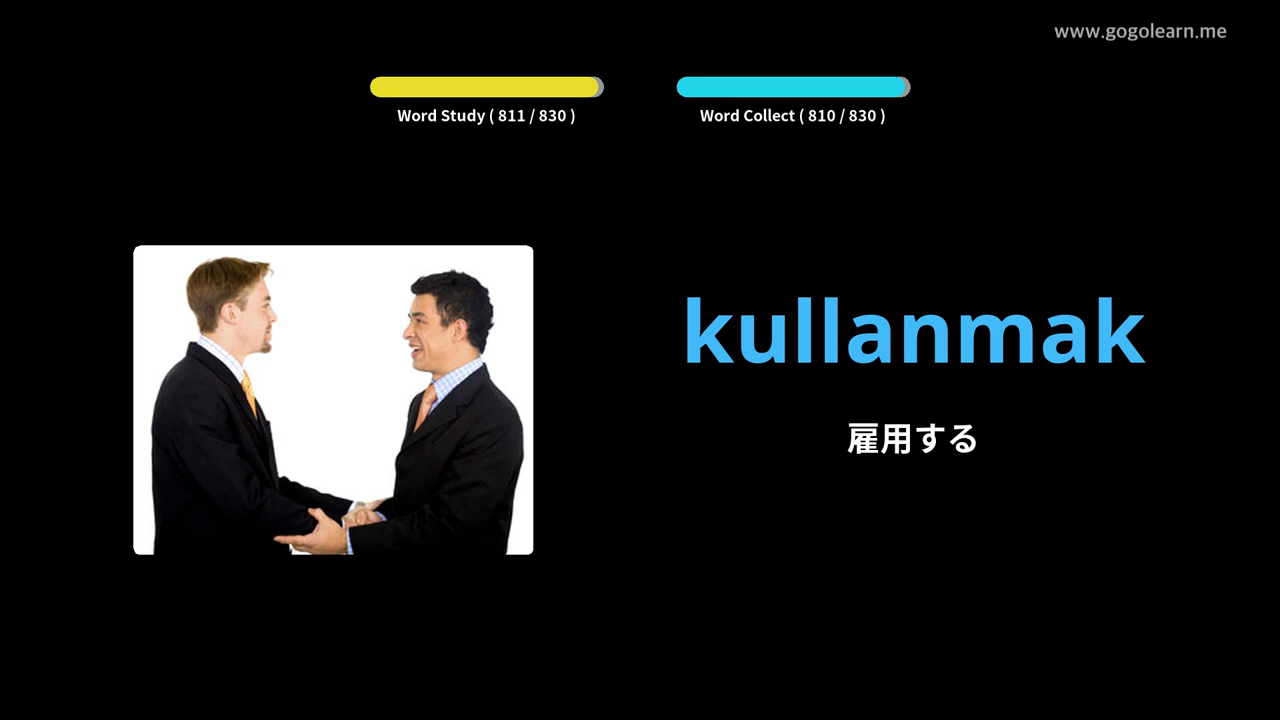 www.gogolearn.me
Word Study ( 811 / 830 )
Word Collect ( 810 / 830 )
kullanmak
雇用する